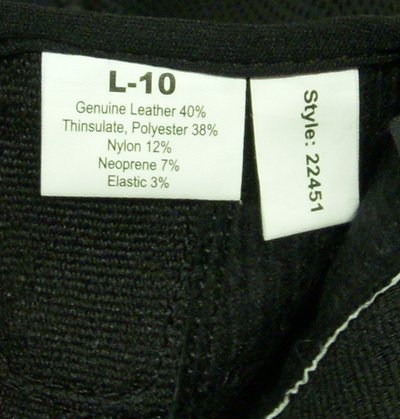 L-10
Genuine Leather 40%
Thinsulate, Polyester 38%
Nylon 12%
Neoprene 7%
Elastic 3%
Style: 22451